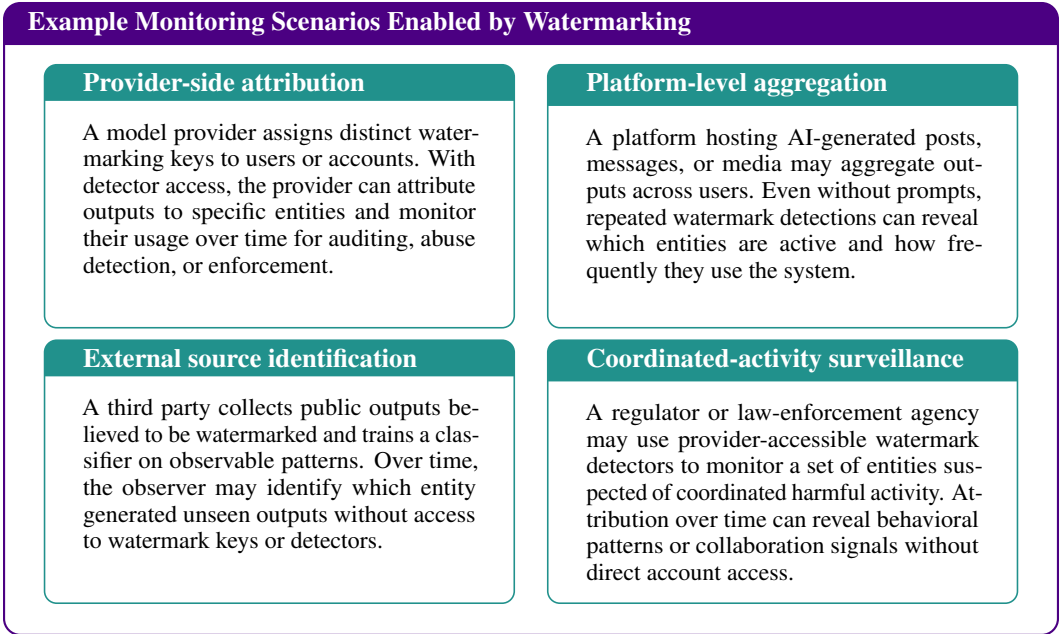 Example Monitoring Scenarios Enabled by Watermarking
Provider-side attribution
A model provider assigns distinct water-
marking keys to users or accounts. With
detector access, the provider can attribute
outputs to specific entities and monitor
their usage over time for auditing, abuse
detection, or enforcement.
Platform-level aggregation
A platform hosting AI-generated posts,
messages, or media may aggregate out-
puts across users. Even without prompts,
repeated watermark detections can reveal
which entities are active and how fre-
quently they use the system.
External source identification
A third party collects public outputs be-
lieved to be watermarked and trains a clas-
sifier on observable patterns. Over time,
the observer may identify which entity
generated unseen outputs without access
to watermark keys or detectors.
Coordinated-activity surveillance
A regulator or law-enforcement agency
may use provider-accessible watermark
detectors to monitor a set of entities sus-
pected of coordinated harmful activity. At-
tribution over time can reveal behavioral
patterns or collaboration signals without
direct account access.